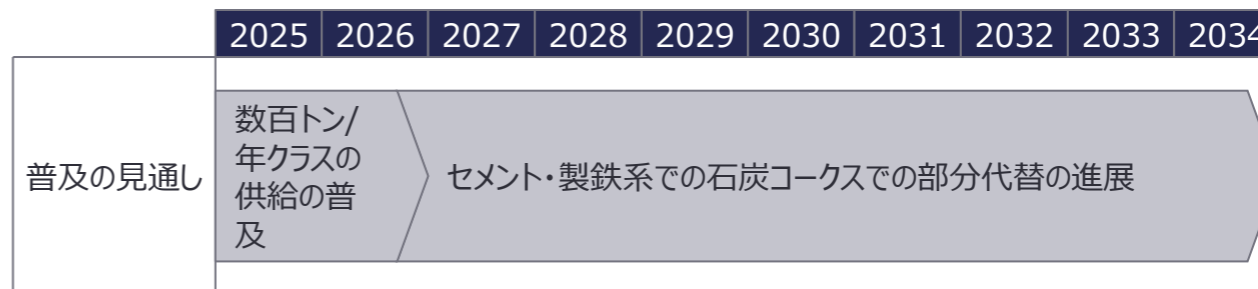 2025 2026 2027 2028 2029 2030 2031 2032 2033 2034
普及の見通し
数百トン/
年クラスの
供給の普
及
セメント・製鉄系での石炭コークスでの部分代替の進展